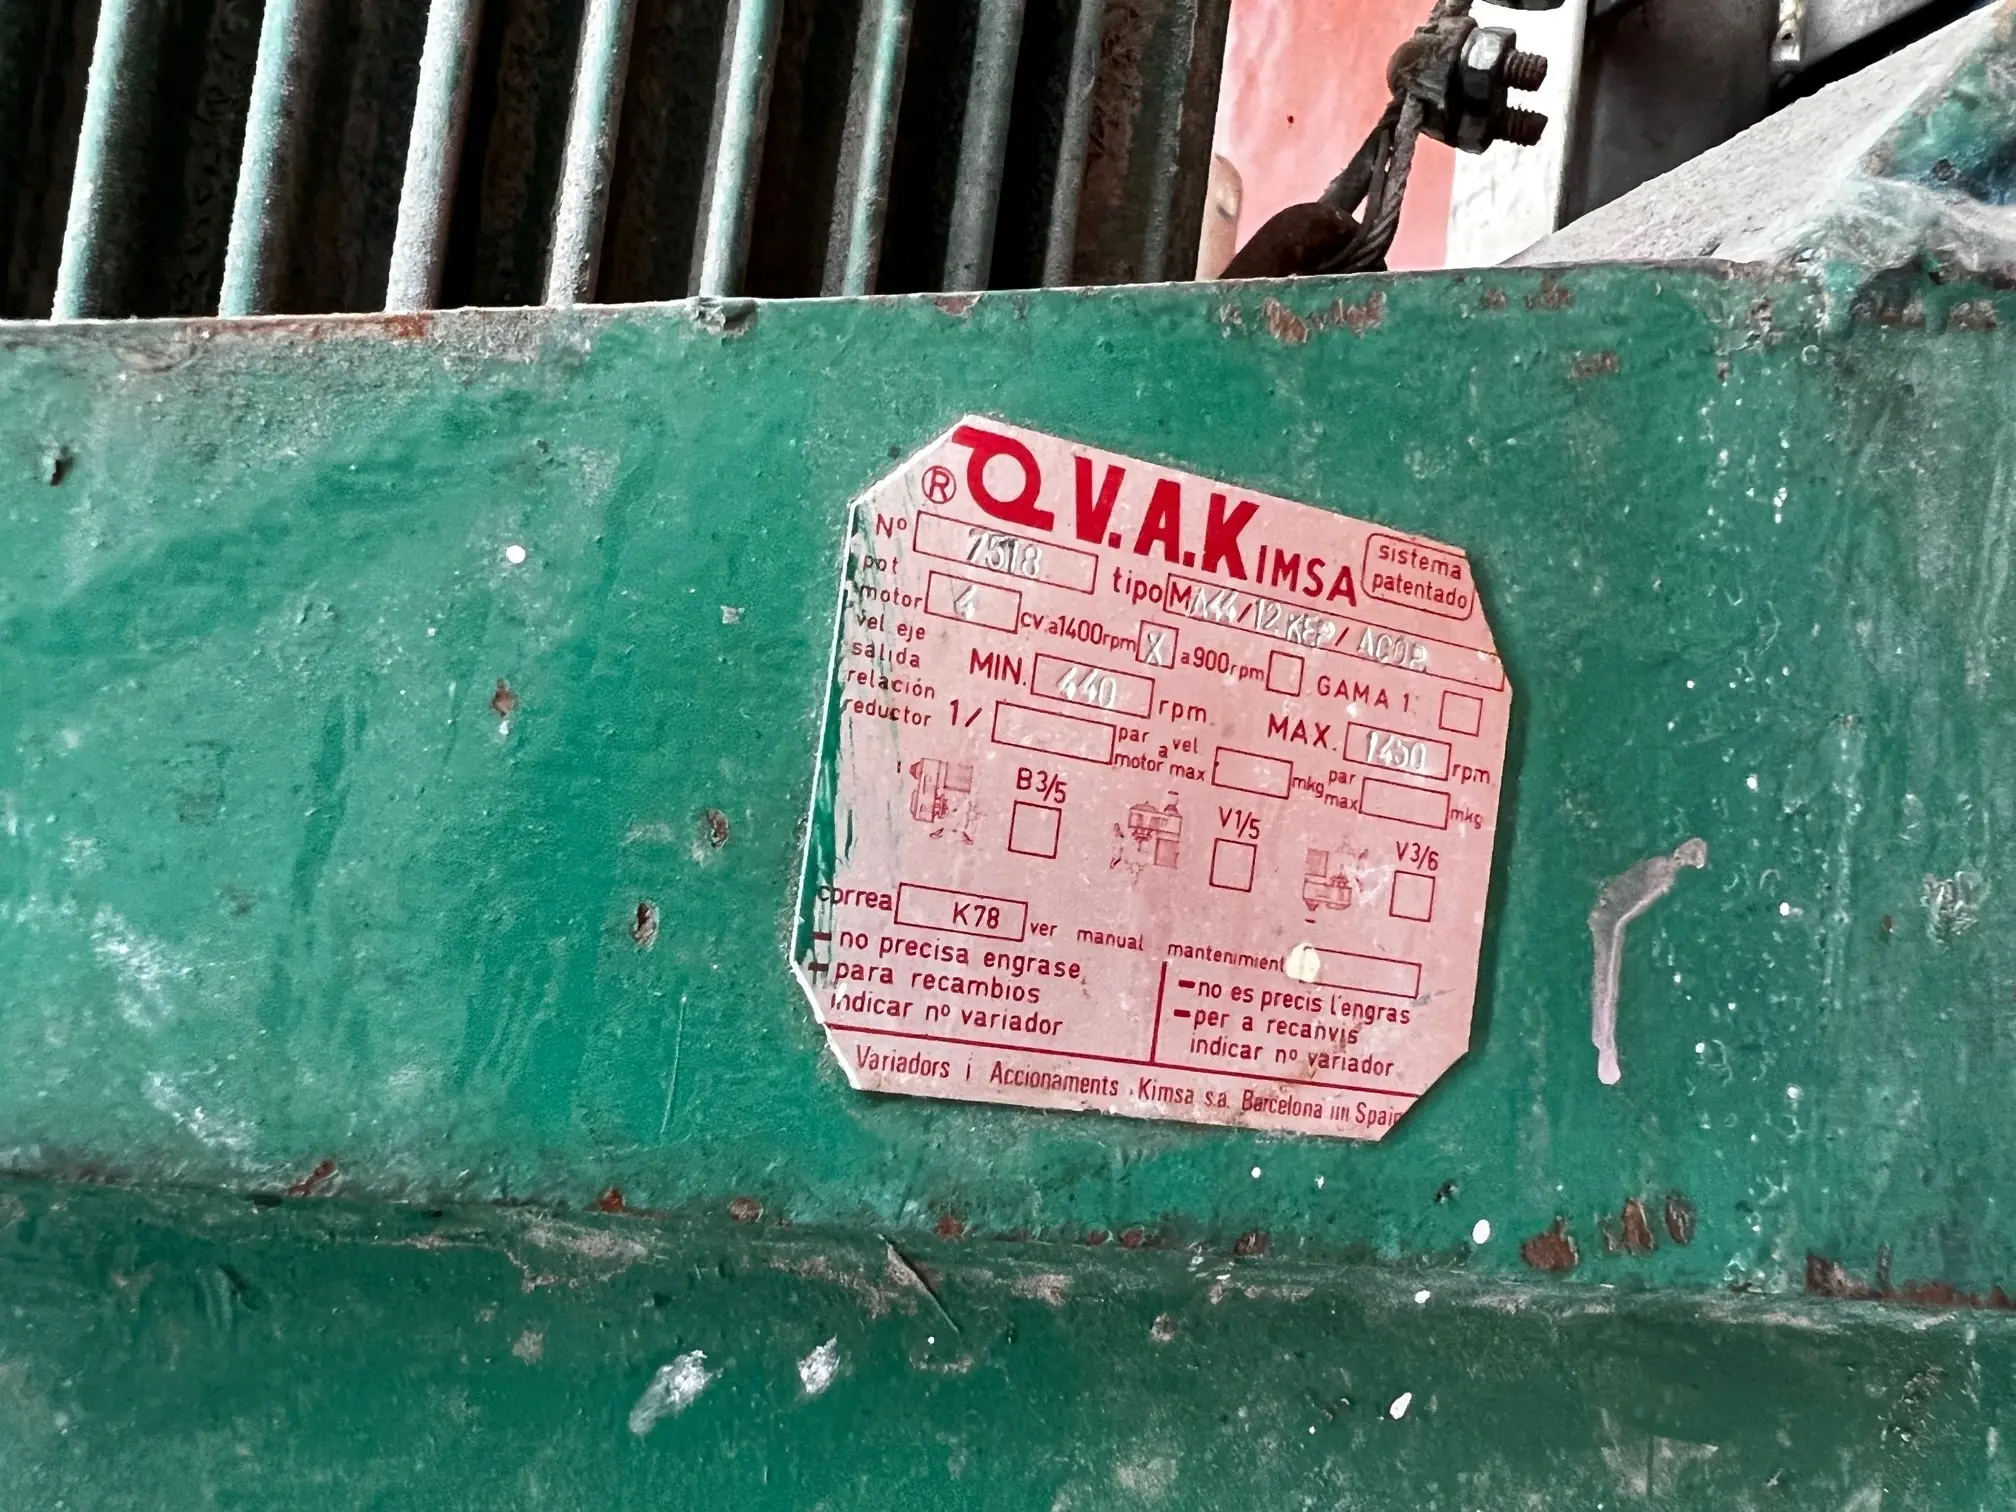 ® V.A.KIMSA
sistema patentado
Nº 7518 tipo MA44/12 KEP/ ACOP.
pot motor 4 cv.a1400rpm X a900rpm GAMA 1:
vel eje salida MIN. 440 rpm MAX. 1450 rpm
relación reductor 1/ par motor a vel max mkg par max mkg
B3/5 V1/5 V3/6
correa K78 ver manual mantenimient
- no precisa engrase
- para recambios
indicar nº variador
- no es precis l'engras
- per a recanvis
indicar nº variador
Variadors i Accionaments Kimsa s.a. Barcelona Spain